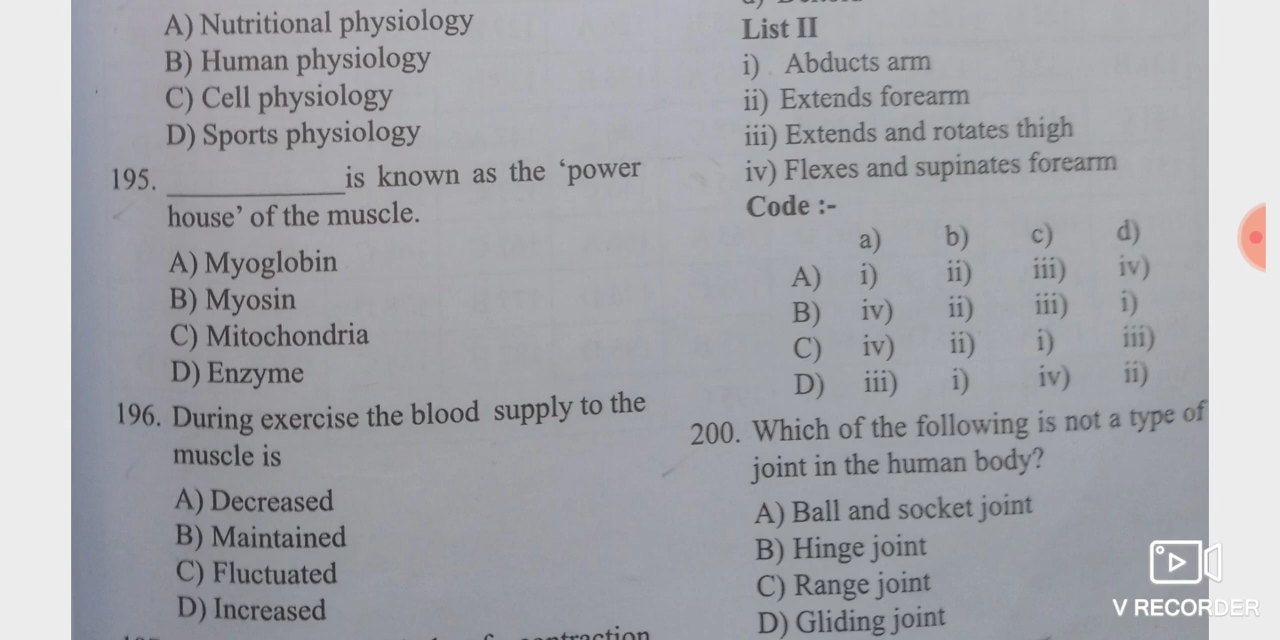 A) Nutritional physiology
B) Human physiology
C) Cell physiology
D) Sports physiology
195. ____________ is known as the ‘power
house’ of the muscle.
A) Myoglobin
B) Myosin
C) Mitochondria
D) Enzyme
196. During exercise the blood supply to the
muscle is
A) Decreased
B) Maintained
C) Fluctuated
D) Increased
List II
i) Abducts arm
ii) Extends forearm
iii) Extends and rotates thigh
iv) Flexes and supinates forearm
Code :-
a) b) c) d)
A) i) ii) iii) iv)
B) iv) ii) iii) i)
C) iv) ii) i) iii)
D) iii) i) iv) ii)
200. Which of the following is not a type of
joint in the human body?
A) Ball and socket joint
B) Hinge joint
C) Range joint
D) Gliding joint
V RECORDER